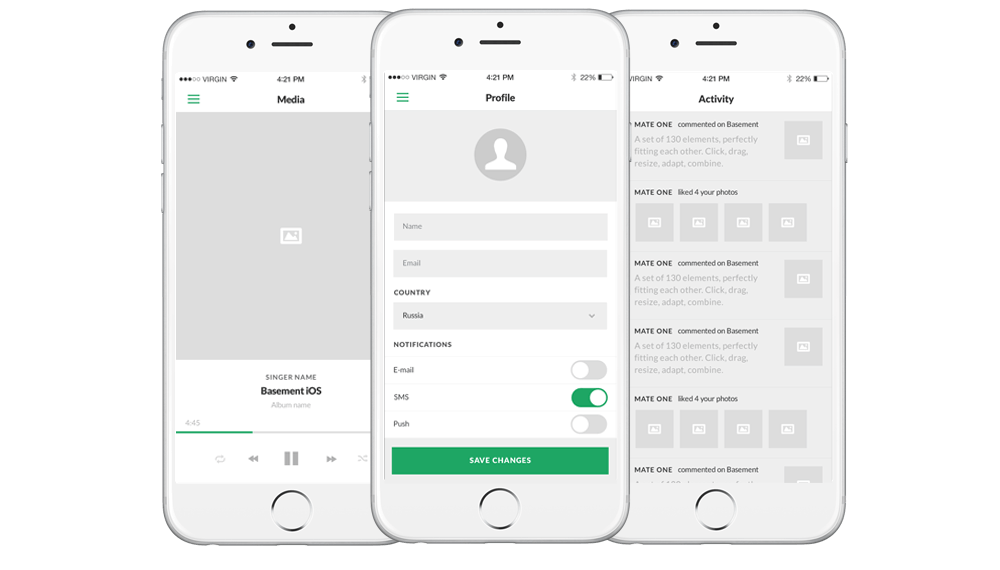 VIRGIN
4:21 PM
Media
SINGER NAME
Basement iOS
Album name
4:45
VIRGIN
4:21 PM
22%
Profile
Name
Email
COUNTRY
Russia
NOTIFICATIONS
E-mail
SMS
Push
SAVE CHANGES
VIRGIN
4:21 PM
22%
Activity
MATE ONE commented on Basement
A set of 130 elements, perfectly
fitting each other. Click, drag,
resize, adapt, combine.
MATE ONE liked 4 your photos
MATE ONE commented on Basement
A set of 130 elements, perfectly
fitting each other. Click, drag,
resize, adapt, combine.
MATE ONE commented on Basement
A set of 130 elements, perfectly
fitting each other. Click, drag,
resize, adapt, combine.
MATE ONE liked 4 your photos
MATE ONE commented on Basement